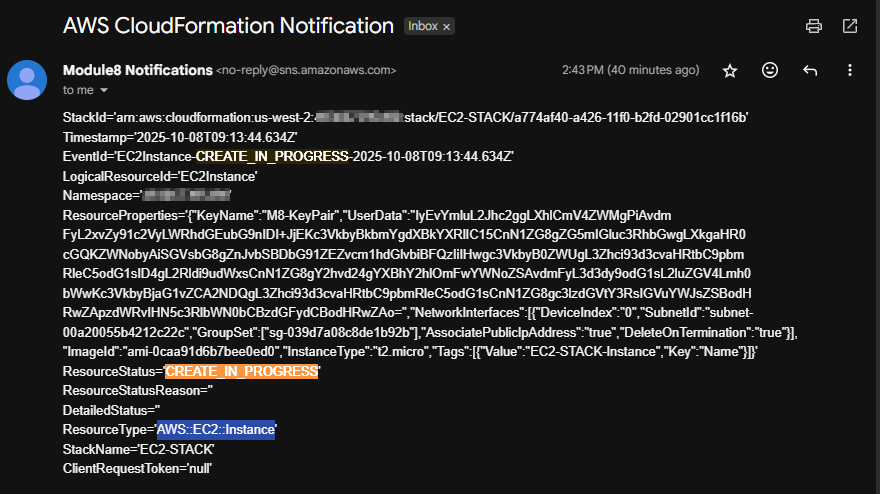 AWS CloudFormation Notification
Inbox ×
Module8 Notifications <no-reply@sns.amazonaws.com>
2:43 PM (40 minutes ago)
to me
StackId='arn:aws:cloudformation:us-west-2: :stack/EC2-STACK/a774af40-a426-11f0-b2fd-02901cc1f16b'
Timestamp='2025-10-08T09:13:44.634Z'
EventId='EC2Instance-CREATE_IN_PROGRESS-2025-10-08T09:13:44.634Z'
LogicalResourceId='EC2Instance'
Namespace=' '
ResourceProperties='{"KeyName":"M8-KeyPair","UserData":"IyEvYmluL2Jhc2ggLXhlCmV4ZWMgPiAvdm
FyL2xvZy91c2VyLWRhdGEubG9nIDI+JjEKc3VkbyBkbmYgdXBkYXRlIC15CnN1ZG8gZG5mIGluc3RhbGwgLXkgaHR0
cGQKZWNobyAiSGVsbG8gZnJvbSBDbG91ZEZvcm1hdGlvbiBFQzIiIHwgc3VkbyB0ZWUgL3Zhci93d3cvaHRtbC9pbm
RleC5odG1sID4gL2Rldi9udWxsCnN1ZG8gY2hvd24gYXBhY2hlOmFwYWNoZSAvdmFyL3d3dy9odG1sL2luZGV4Lmh0
bWwKc3VkbyBjaG1vZCA2NDQgL3Zhci93d3cvaHRtbC9pbmRleC5odG1sCnN1ZG8gc3lzdGVtY3RsIGVuYWJsZSBodH
RwZApzdWRvIHN5c3RlbWN0bCBzdGFydCBodHRwZAo=","NetworkInterfaces":[{"DeviceIndex":"0","SubnetId":"subnet-
00a20055b4212c22c","GroupSet":["sg-039d7a08c8de1b92b"],"AssociatePublicIpAddress":"true","DeleteOnTermination":"true"}],
"ImageId":"ami-0caa91d6b7bee0ed0","InstanceType":"t2.micro","Tags":[{"Value":"EC2-STACK-Instance","Key":"Name"}]}'
ResourceStatus='CREATE_IN_PROGRESS'
ResourceStatusReason=''
DetailedStatus=''
ResourceType='AWS::EC2::Instance'
StackName='EC2-STACK'
ClientRequestToken='null'